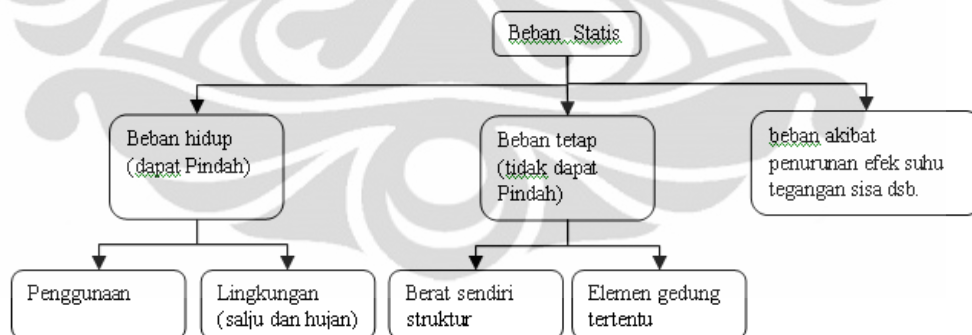 Beban Statis
Beban hidup
(dapat Pindah)
Beban tetap
(tidak dapat
Pindah)
beban akibat
penurunan efek suhu
tegangan sisa dsb.
Penggunaan
Lingkungan
(salju dan hujan)
Berat sendiri
struktur
Elemen gedung
tertentu